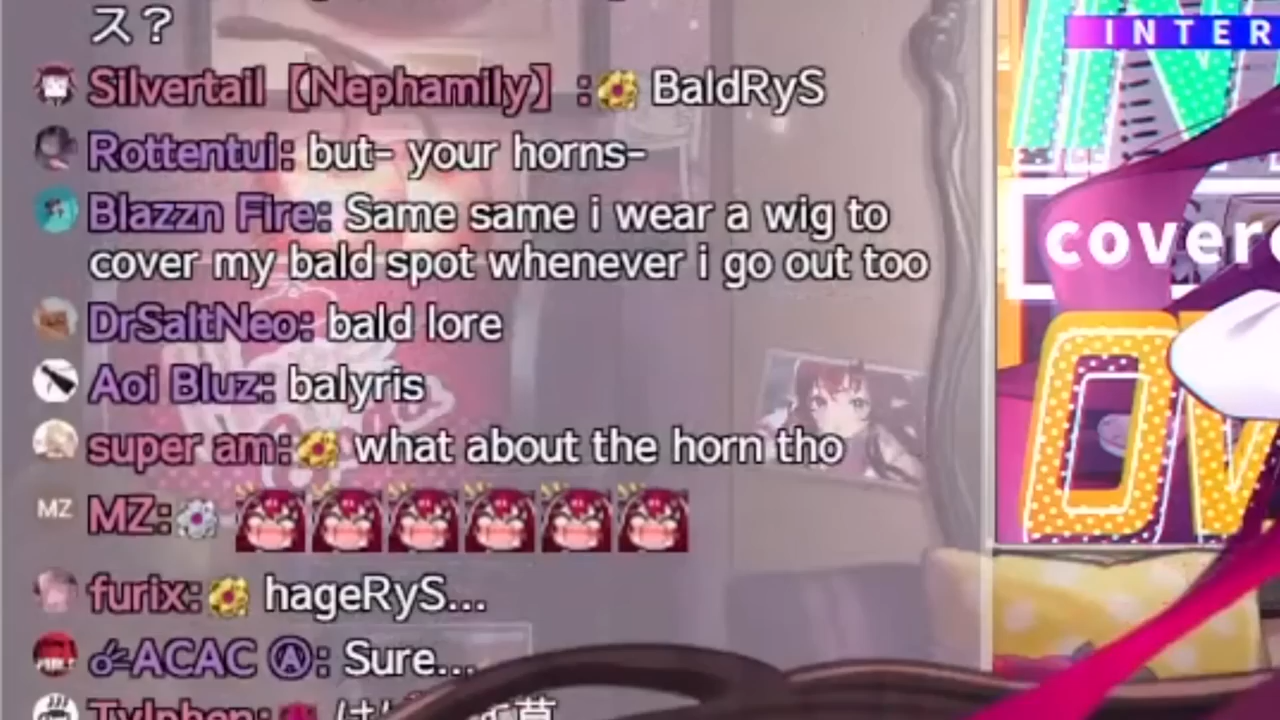 ス？
Silvertail【Nephamily】: BaldRyS
Rottentui: but- your horns-
Blazzn Fire: Same same i wear a wig to
cover my bald spot whenever i go out too
DrSaltNeo: bald lore
Aoi Bluz: balyris
super am: what about the horn tho
MZ MZ:
furix: hageRyS...
ACAC Ⓐ: Sure...
Tylphen:
INTER
cover